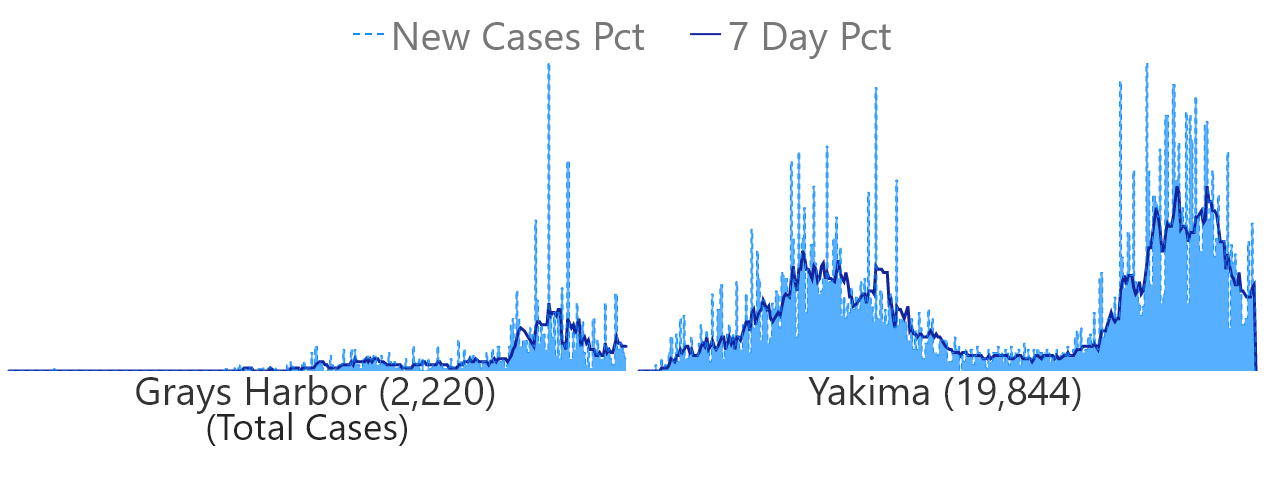 New Cases Pct 7 Day Pct
Grays Harbor (2,220) Yakima (19,844)
(Total Cases)